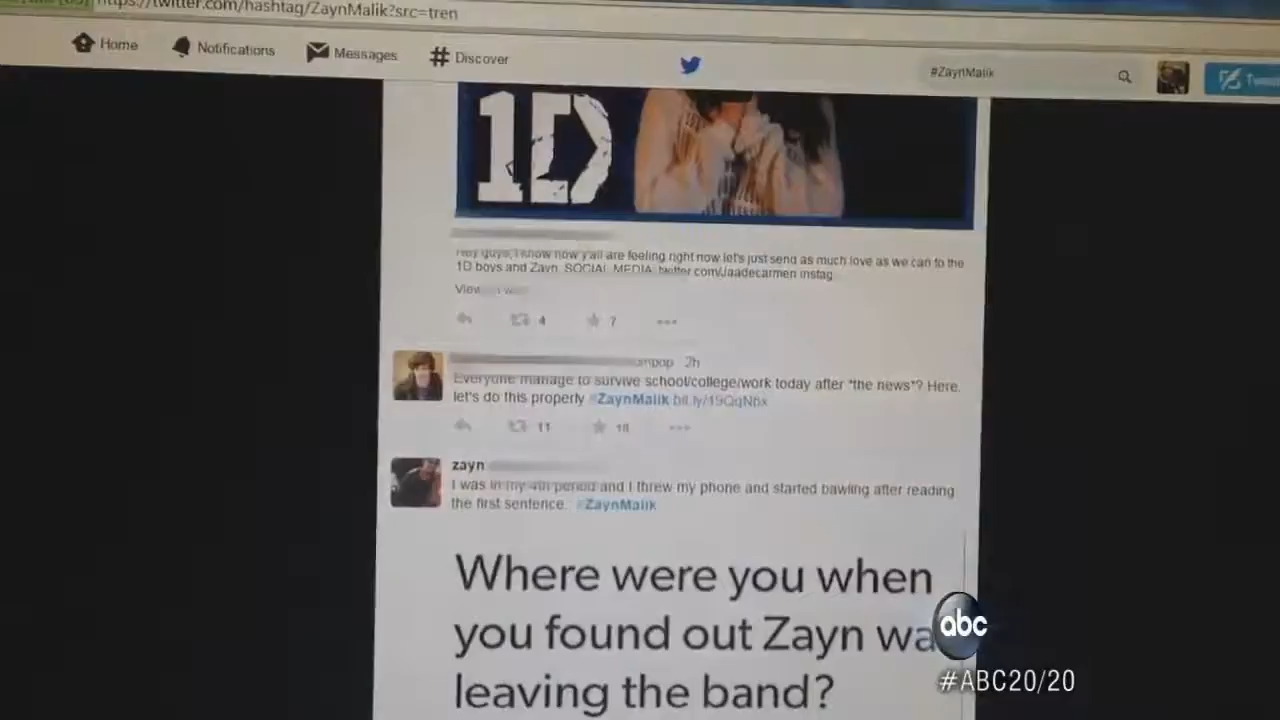 https://twitter.com/hashtag/ZaynMalik?src=tren
Home Notifications Messages # Discover
#ZaynMalik
1D
Hey guys, I know how y'all are feeling right now let's just send as much love as we can to the
1D boys and Zayn. SOCIAL MEDIA: twitter.com/Jaadecarmen instag
View
4 7
2h
Everyone manage to survive school/college/work today after *the news*? Here,
let's do this properly #ZaynMalik
11 18
zayn
I was in my 4th period and I threw my phone and started bawling after reading
the first sentence. #ZaynMalik
Where were you when
you found out Zayn wa
leaving the band?
abc
#ABC20/20